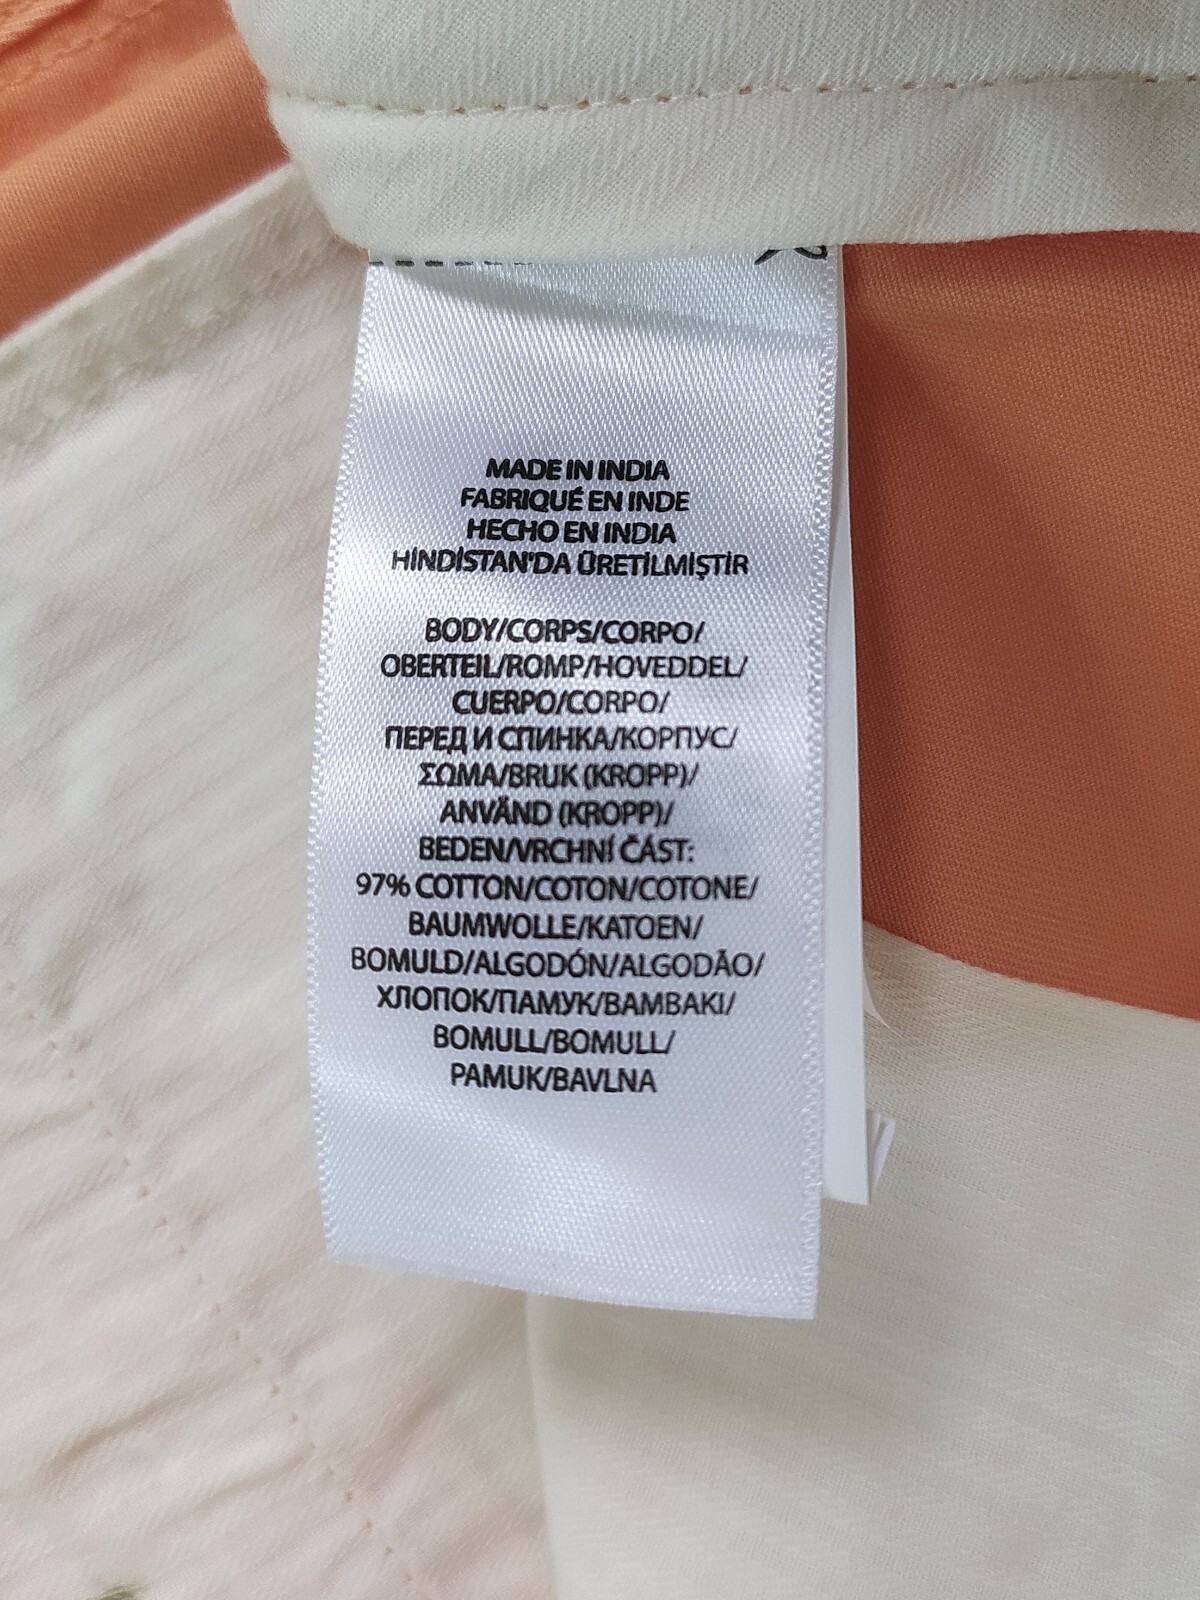 MADE IN INDIA
FABRIQUÉ EN INDE
HECHO EN INDIA
HİNDİSTAN'DA ÜRETİLMİŞTİR
BODY/CORPS/CORPO/
OBERTEIL/ROMP/HOVEDDEL/
CUERPO/CORPO/
ПЕРЕД И СПИНКА/КОРПУС/
ΣΩΜΑ/BRUK (KROPP)/
ANVÄND (KROPP)/
BEDEN/VRCHNÍ ČÁST:
97% COTTON/COTON/COTONE/
BAUMWOLLE/KATOEN/
BOMULD/ALGODÓN/ALGODÃO/
ХЛОПОК/ПАМУК/ΒΑΜΒΑΚΙ/
BOMULL/BOMULL/
PAMUK/BAVLNA